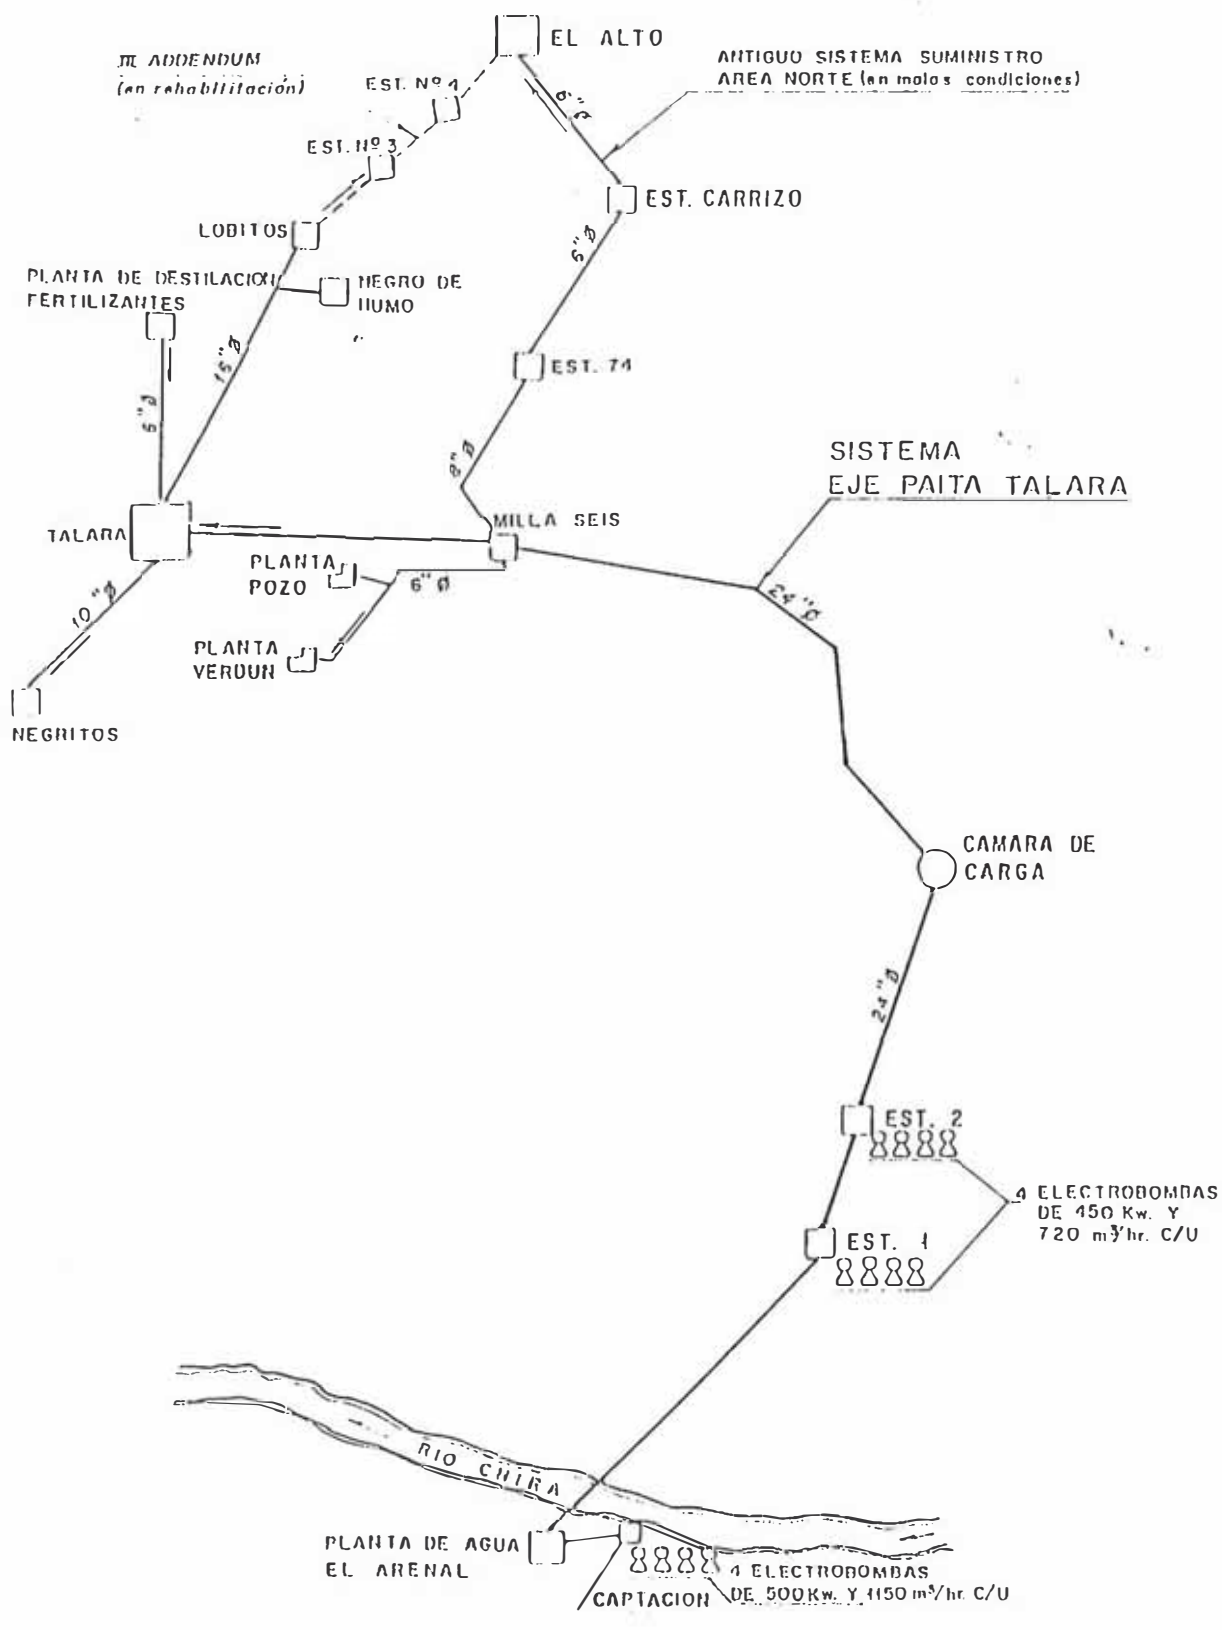 EL ALTO
III ADDENDUM
(en rehabilitación)
ANTIGUO SISTEMA SUMINISTRO
AREA NORTE (en malas condiciones)
EST. Nº 4
6"Ø
EST. Nº 3
EST. CARRIZO
LOBITOS
6"Ø
PLANTA DE DESTILACION
FERTILIZANTES
NEGRO DE
HUMO
16"Ø
EST. 74
6"Ø
8"Ø
SISTEMA
EJE PAITA TALARA
MILLA SEIS
TALARA
PLANTA
POZO
6"Ø
24"Ø
10"Ø
PLANTA
VERDUN
NEGRITOS
CAMARA DE
CARGA
24"Ø
EST. 2
4 ELECTROBOMBAS
DE 450 Kw. Y
720 m³/hr. C/U
EST. 1
RIO CHIRA
PLANTA DE AGUA
EL ARENAL
CAPTACION
4 ELECTROBOMBAS
DE 500 Kw. Y 1150 m³/hr. C/U